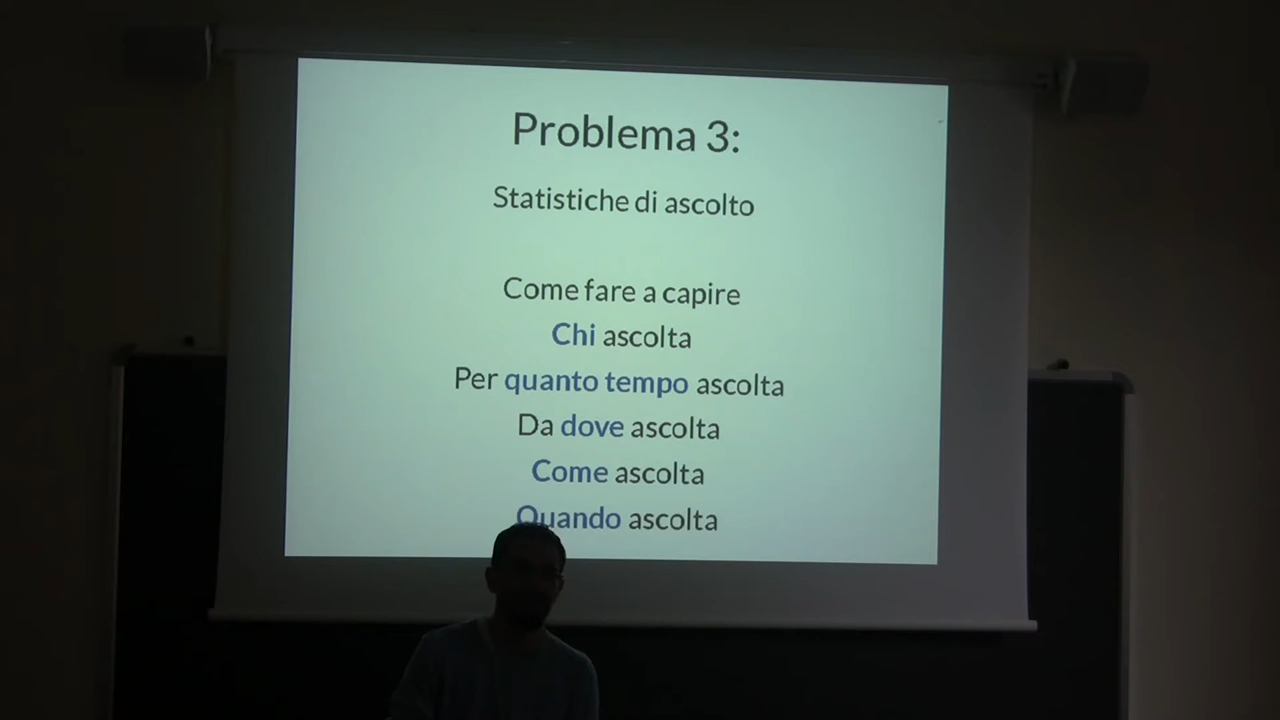 Problema 3:
Statistiche di ascolto
Come fare a capire
Chi ascolta
Per quanto tempo ascolta
Da dove ascolta
Come ascolta
Quando ascolta